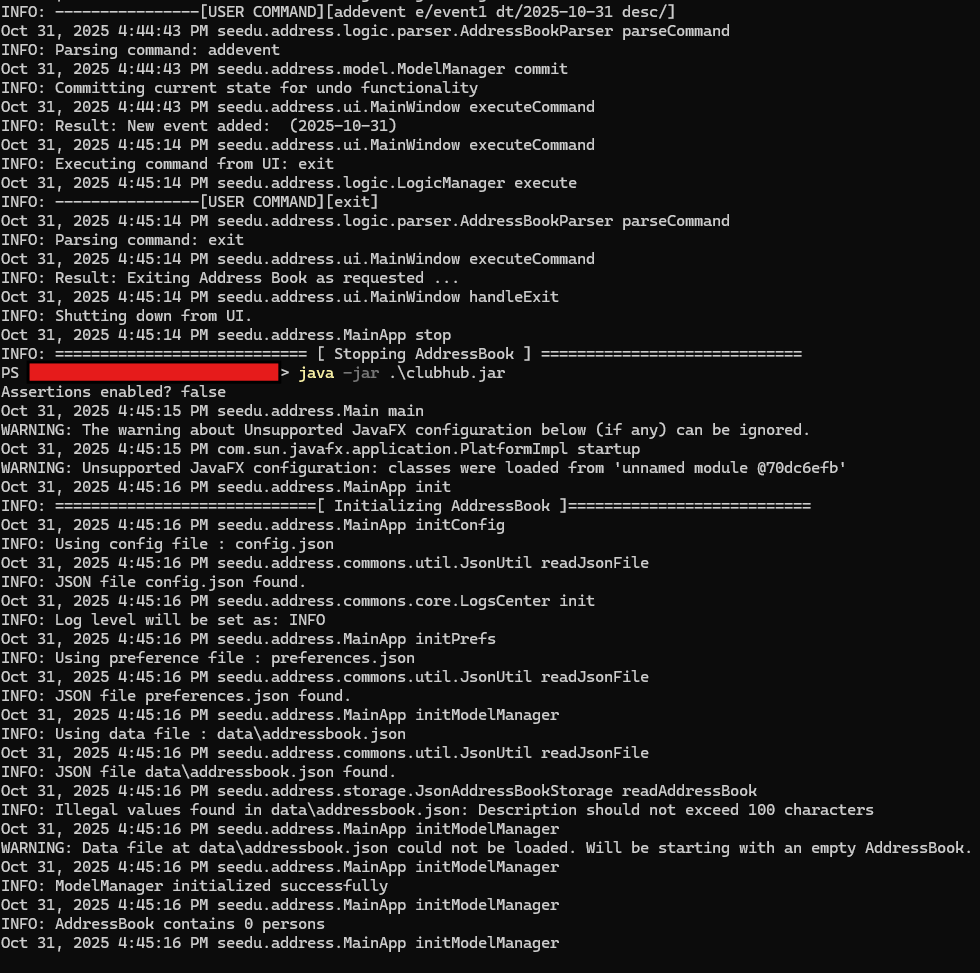 INFO: ----------------[USER COMMAND][addevent e/event1 dt/2025-10-31 desc/]
Oct 31, 2025 4:44:43 PM seedu.address.logic.parser.AddressBookParser parseCommand
INFO: Parsing command: addevent
Oct 31, 2025 4:44:43 PM seedu.address.model.ModelManager commit
INFO: Committing current state for undo functionality
Oct 31, 2025 4:44:43 PM seedu.address.ui.MainWindow executeCommand
INFO: Result: New event added:  (2025-10-31)
Oct 31, 2025 4:45:14 PM seedu.address.ui.MainWindow executeCommand
INFO: Executing command from UI: exit
Oct 31, 2025 4:45:14 PM seedu.address.logic.LogicManager execute
INFO: ----------------[USER COMMAND][exit]
Oct 31, 2025 4:45:14 PM seedu.address.logic.parser.AddressBookParser parseCommand
INFO: Parsing command: exit
Oct 31, 2025 4:45:14 PM seedu.address.ui.MainWindow executeCommand
INFO: Result: Exiting Address Book as requested ...
Oct 31, 2025 4:45:14 PM seedu.address.ui.MainWindow handleExit
INFO: Shutting down from UI.
Oct 31, 2025 4:45:14 PM seedu.address.MainApp stop
INFO: ============================ [ Stopping AddressBook ] =============================
PS > java -jar .\clubhub.jar
Assertions enabled? false
Oct 31, 2025 4:45:15 PM seedu.address.Main main
WARNING: The warning about Unsupported JavaFX configuration below (if any) can be ignored.
Oct 31, 2025 4:45:15 PM com.sun.javafx.application.PlatformImpl startup
WARNING: Unsupported JavaFX configuration: classes were loaded from 'unnamed module @70dc6efb'
Oct 31, 2025 4:45:16 PM seedu.address.MainApp init
INFO: =============================[ Initializing AddressBook ]===========================
Oct 31, 2025 4:45:16 PM seedu.address.MainApp initConfig
INFO: Using config file : config.json
Oct 31, 2025 4:45:16 PM seedu.address.commons.util.JsonUtil readJsonFile
INFO: JSON file config.json found.
Oct 31, 2025 4:45:16 PM seedu.address.commons.core.LogsCenter init
INFO: Log level will be set as: INFO
Oct 31, 2025 4:45:16 PM seedu.address.MainApp initPrefs
INFO: Using preference file : preferences.json
Oct 31, 2025 4:45:16 PM seedu.address.commons.util.JsonUtil readJsonFile
INFO: JSON file preferences.json found.
Oct 31, 2025 4:45:16 PM seedu.address.MainApp initModelManager
INFO: Using data file : data\addressbook.json
Oct 31, 2025 4:45:16 PM seedu.address.commons.util.JsonUtil readJsonFile
INFO: JSON file data\addressbook.json found.
Oct 31, 2025 4:45:16 PM seedu.address.storage.JsonAddressBookStorage readAddressBook
INFO: Illegal values found in data\addressbook.json: Description should not exceed 100 characters
Oct 31, 2025 4:45:16 PM seedu.address.MainApp initModelManager
WARNING: Data file at data\addressbook.json could not be loaded. Will be starting with an empty AddressBook.
Oct 31, 2025 4:45:16 PM seedu.address.MainApp initModelManager
INFO: ModelManager initialized successfully
Oct 31, 2025 4:45:16 PM seedu.address.MainApp initModelManager
INFO: AddressBook contains 0 persons
Oct 31, 2025 4:45:16 PM seedu.address.MainApp initModelManager